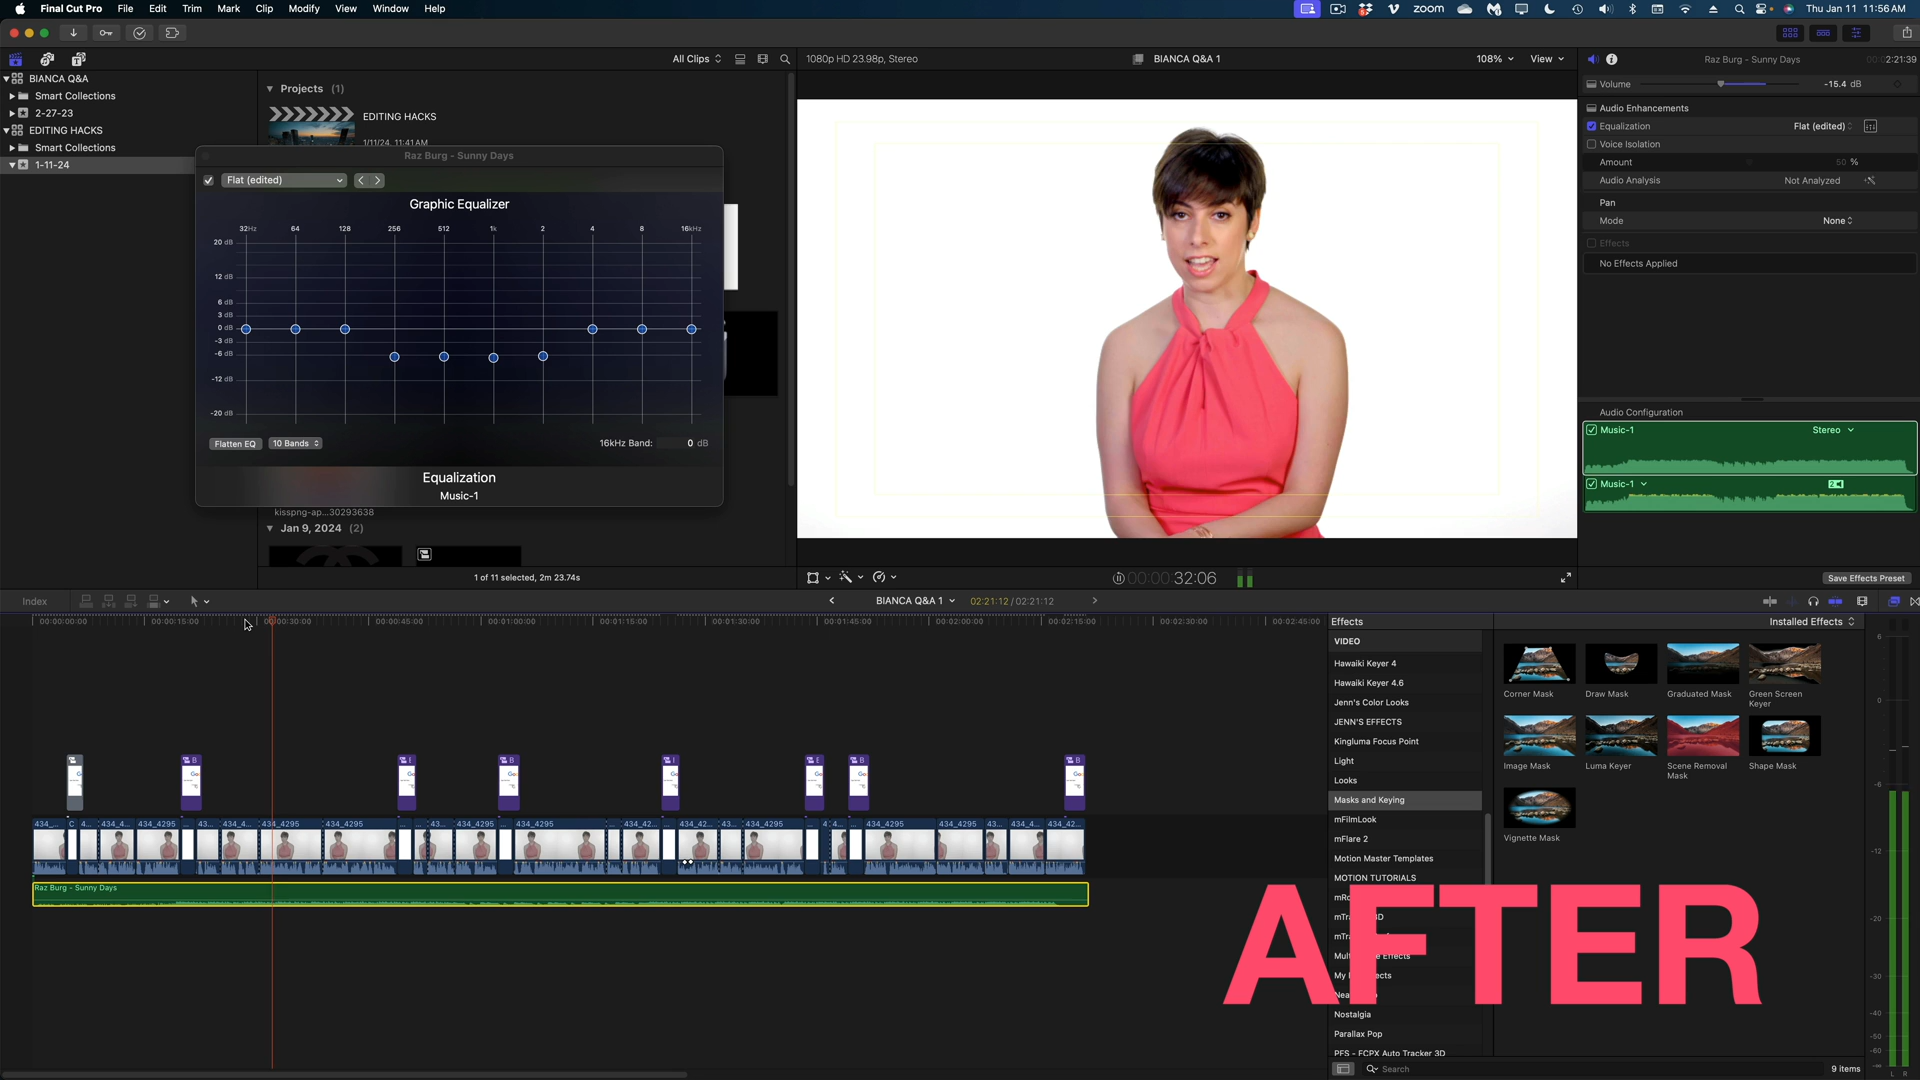 Final Cut Pro File Edit Trim Mark Clip Modify View Window Help
zoom Thu Jan 11 11:56 AM
All Clips
1080p HD 23.98p, Stereo
BIANCA Q&A 1
108% View
Raz Burg - Sunny Days
2:21:39
BIANCA Q&A
Smart Collections
2-27-23
EDITING HACKS
Smart Collections
1-11-24
Projects (1)
EDITING HACKS
1/11/24, 11:41AM
Raz Burg - Sunny Days
Flat (edited)
Graphic Equalizer
32Hz 64 128 256 512 1k 2 4 8 16kHz
20 dB
12 dB
6 dB
3 dB
0 dB
-3 dB
-6 dB
-12 dB
-20 dB
Flatten EQ 10 Bands 16kHz Band: 0 dB
Equalization
Music-1
kisspng-ap...30293638
Jan 9, 2024 (2)
1 of 11 selected, 2m 23.74s
00:00:00:32:06
Volume -15.4 dB
Audio Enhancements
Equalization Flat (edited)
Voice Isolation
Amount 50 %
Audio Analysis Not Analyzed
Pan
Mode None
Effects
No Effects Applied
Audio Configuration
Music-1 Stereo
Music-1
Save Effects Preset
Index
BIANCA Q&A 1 02:21:12 / 02:21:12
00:00:00:00 00:00:15:00 00:00:30:00 00:00:45:00 00:01:00:00 00:01:15:00 00:01:30:00 00:01:45:00 00:02:00:00 00:02:15:00 00:02:30:00 00:02:45:00
B E B I E B B
434_... C 4... 434_4... 434_4295 ... 43... 434_4... 434_4295 434_4295 ... ... 43... 434_4295 ... 434_4295 ... 434_42... ... 434_42... ... 434_4295 ... 4 4... ... 434_4295 434_4295 43... 434_4... 434_42...
Raz Burg - Sunny Days
Effects Installed Effects
VIDEO
Hawaiki Keyer 4
Hawaiki Keyer 4.6
Jenn's Color Looks
JENN'S EFFECTS
Kingluma Focus Point
Light
Looks
Masks and Keying
mFilmLook
mFlare 2
Motion Master Templates
MOTION TUTORIALS
Nostalgia
Parallax Pop
PFS - FCPX Auto Tracker 3D
Corner Mask Draw Mask Graduated Mask Green Screen Keyer
Image Mask Luma Keyer Scene Removal Mask Shape Mask
Vignette Mask
AFTER
Search
9 items
6
0
-6
-12
-20
-30
-40
-50
-60
L R